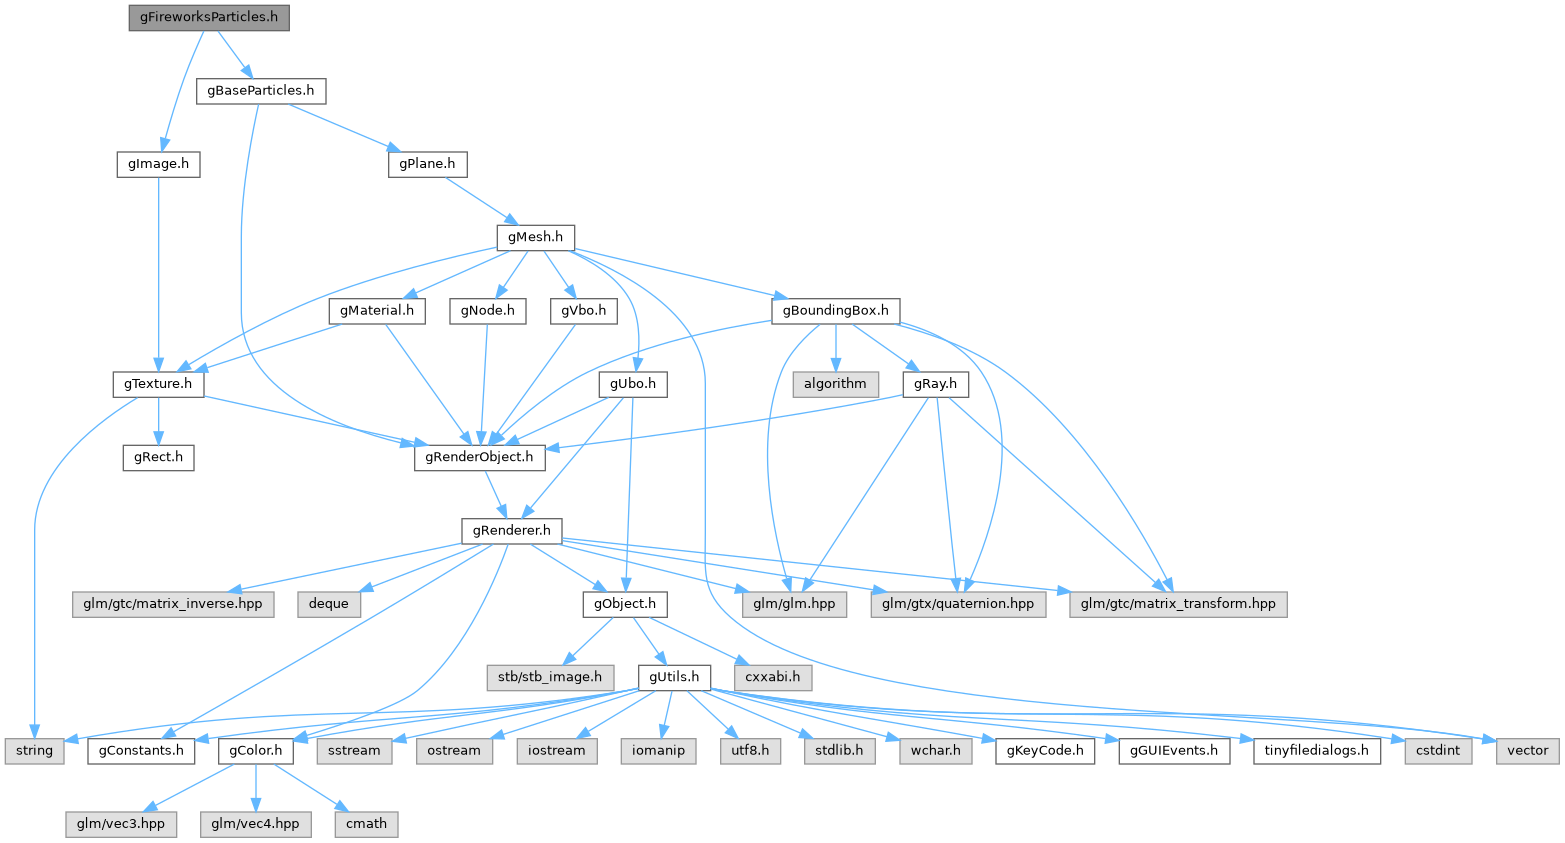 gFireworksParticles.h
gBaseParticles.h
gImage.h
gPlane.h
gMesh.h
gMaterial.h
gNode.h
gVbo.h
gBoundingBox.h
gTexture.h
gUbo.h
algorithm
gRay.h
gRect.h
gRenderObject.h
gRenderer.h
glm/gtc/matrix_inverse.hpp
deque
gObject.h
glm/glm.hpp
glm/gtx/quaternion.hpp
glm/gtc/matrix_transform.hpp
stb/stb_image.h
gUtils.h
cxxabi.h
string
gConstants.h
gColor.h
sstream
ostream
iostream
iomanip
utf8.h
stdlib.h
wchar.h
gKeyCode.h
gGUIEvents.h
tinyfiledialogs.h
cstdint
vector
glm/vec3.hpp
glm/vec4.hpp
cmath